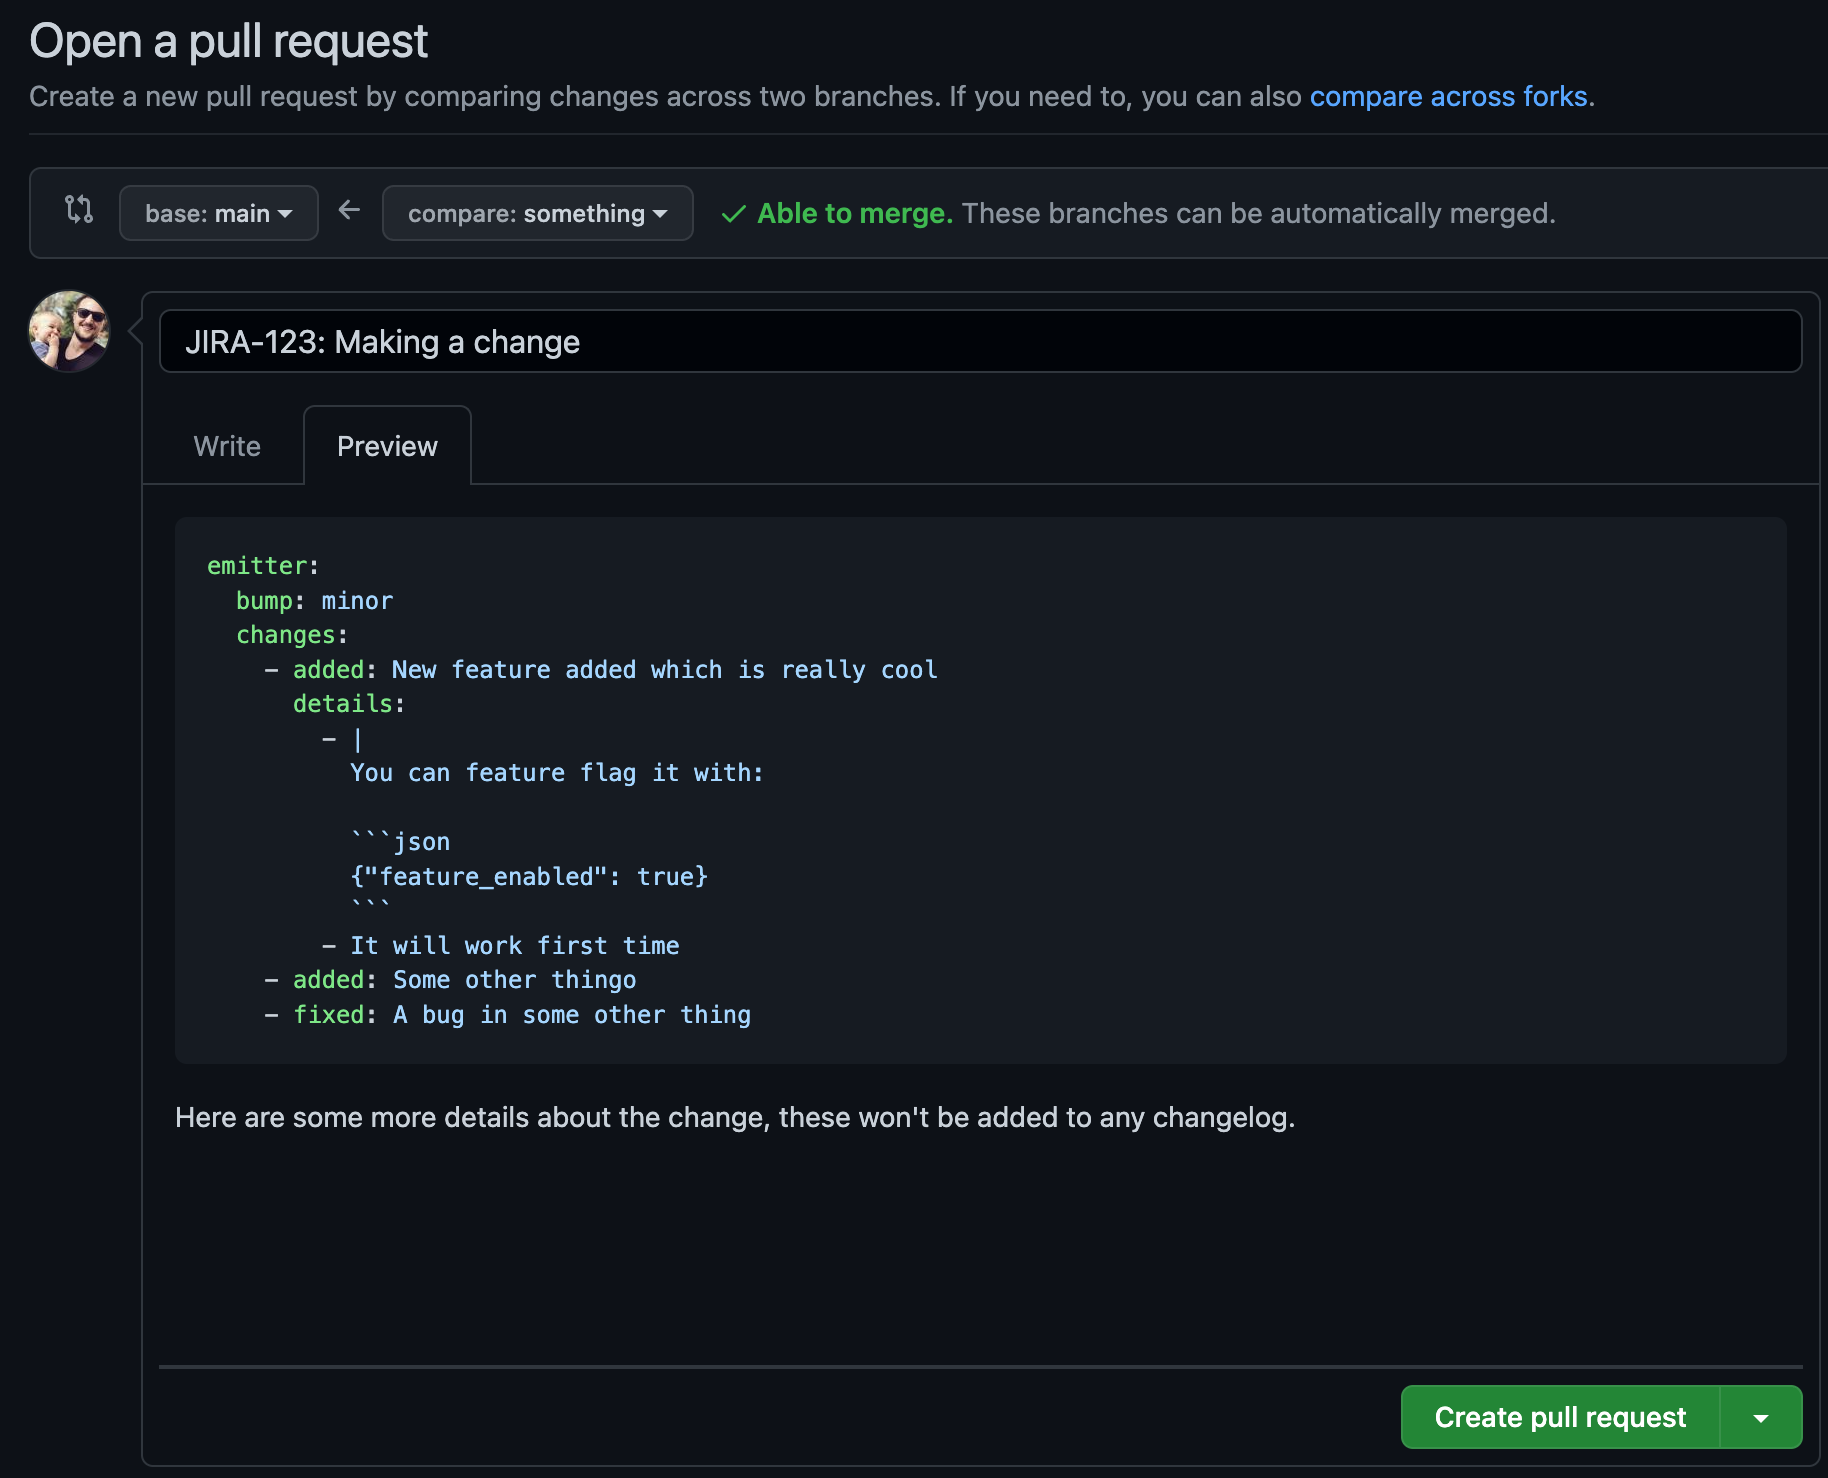 Open a pull request
Create a new pull request by comparing changes across two branches. If you need to, you can also compare across forks.
base: main
compare: something
Able to merge. These branches can be automatically merged.
JIRA-123: Making a change
Write
Preview
emitter:
  bump: minor
  changes:
    - added: New feature added which is really cool
      details:
        - |
          You can feature flag it with:

          ```json
          {"feature_enabled": true}
          ```
        - It will work first time
    - added: Some other thingo
    - fixed: A bug in some other thing
Here are some more details about the change, these won't be added to any changelog.
Create pull request